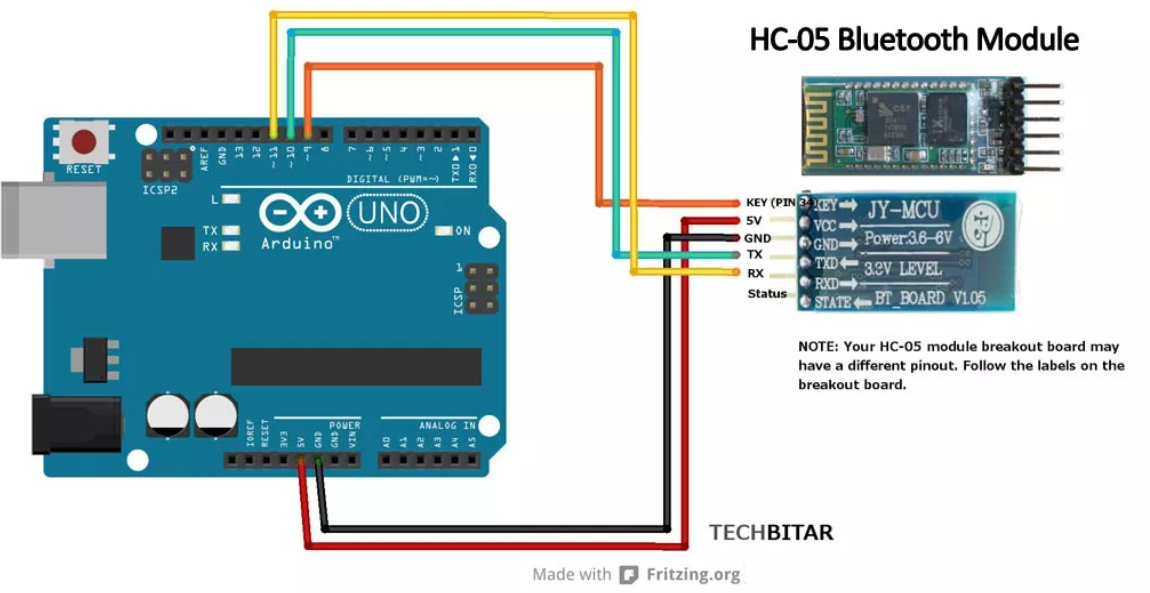 HC-05 Bluetooth Module
RESET
ICSP2
AREF
GND
13
12
~11
~10
~9
8
7
~6
~5
4
~3
2
TX0▶1
RX0◀0
DIGITAL (PWM=~)
L
TX
RX
UNO
Arduino™
ON
1
ICSP
KEY (PIN 34)
5V
GND
TX
RX
Status
KEY→
VCC→
GND→
TXD←
RXD→
STATE←
JY-MCU
Power:3.6-6V
3.3V LEVEL
BT_BOARD V1.05
NOTE: Your HC-05 module breakout board may
have a different pinout. Follow the labels on the
breakout board.
IOREF
RESET
3V3
5V
GND
GND
VIN
POWER
ANALOG IN
A0
A1
A2
A3
A4
A5
TECHBITAR
Made with Fritzing.org